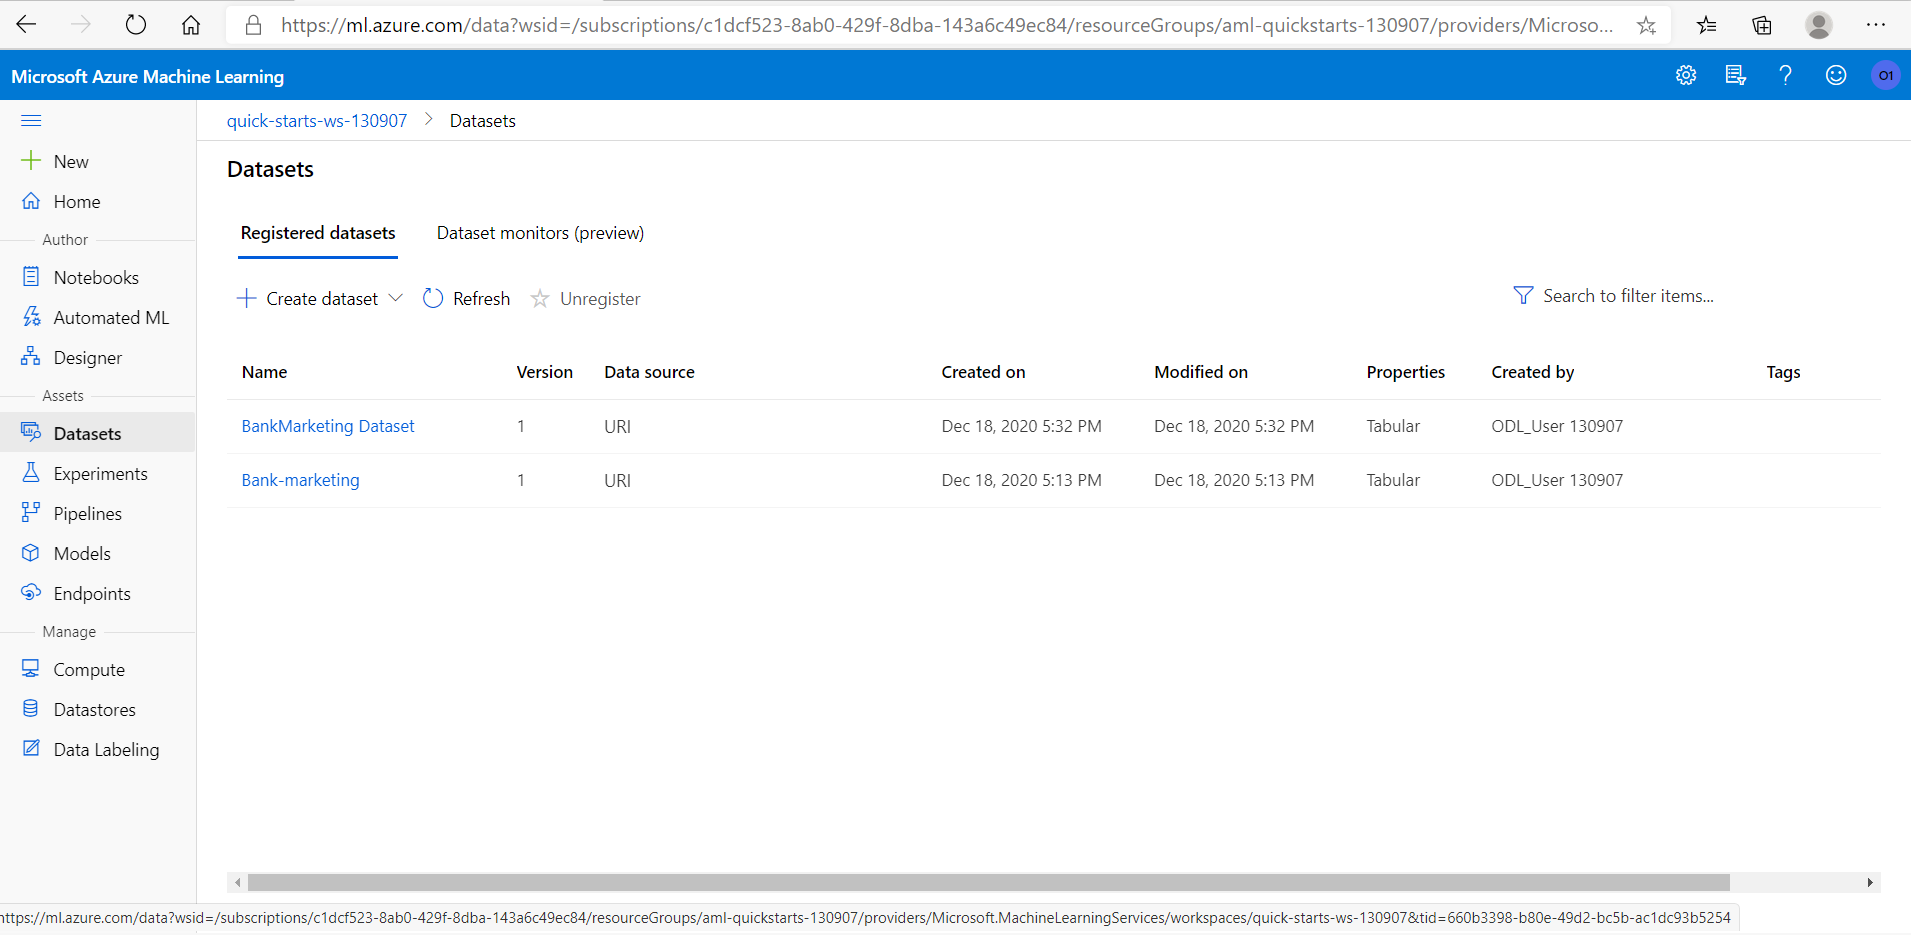 https://ml.azure.com/data?wsid=/subscriptions/c1dcf523-8ab0-429f-8dba-143a6c49ec84/resourceGroups/aml-quickstarts-130907/providers/Microso...
Microsoft Azure Machine Learning
O1
quick-starts-ws-130907 > Datasets
New
Home
Author
Notebooks
Automated ML
Designer
Assets
Datasets
Experiments
Pipelines
Models
Endpoints
Manage
Compute
Datastores
Data Labeling
Datasets
Registered datasets Dataset monitors (preview)
Create dataset Refresh Unregister Search to filter items...
Name Version Data source Created on Modified on Properties Created by Tags
BankMarketing Dataset 1 URI Dec 18, 2020 5:32 PM Dec 18, 2020 5:32 PM Tabular ODL_User 130907
Bank-marketing 1 URI Dec 18, 2020 5:13 PM Dec 18, 2020 5:13 PM Tabular ODL_User 130907
https://ml.azure.com/data?wsid=/subscriptions/c1dcf523-8ab0-429f-8dba-143a6c49ec84/resourceGroups/aml-quickstarts-130907/providers/Microsoft.MachineLearningServices/workspaces/quick-starts-ws-130907&tid=660b3398-b80e-49d2-bc5b-ac1dc93b5254